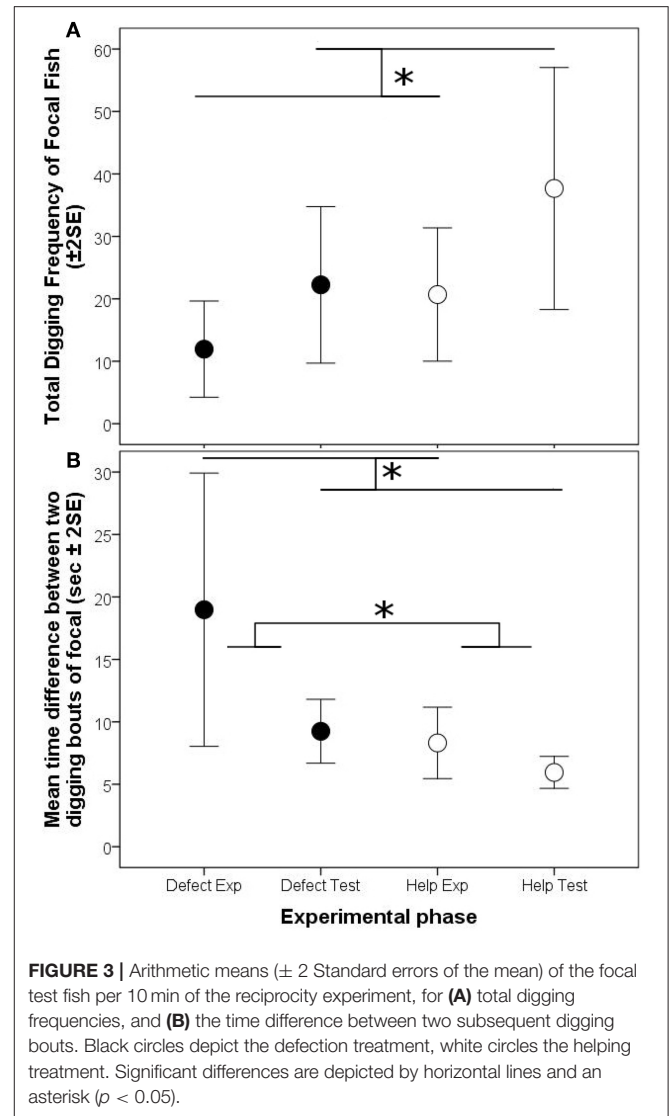 A
Total Digging Frequency of Focal Fish
(±2SE)
60
50
40
30
20
10
0
*
B
Mean time difference between two
digging bouts of focal (sec ± 2SE)
30
25
20
15
10
5
0
*
*
Defect Exp Defect Test Help Exp Help Test
Experimental phase
FIGURE 3 | Arithmetic means (± 2 Standard errors of the mean) of the focal
test fish per 10 min of the reciprocity experiment, for (A) total digging
frequencies, and (B) the time difference between two subsequent digging
bouts. Black circles depict the defection treatment, white circles the helping
treatment. Significant differences are depicted by horizontal lines and an
asterisk (p < 0.05).